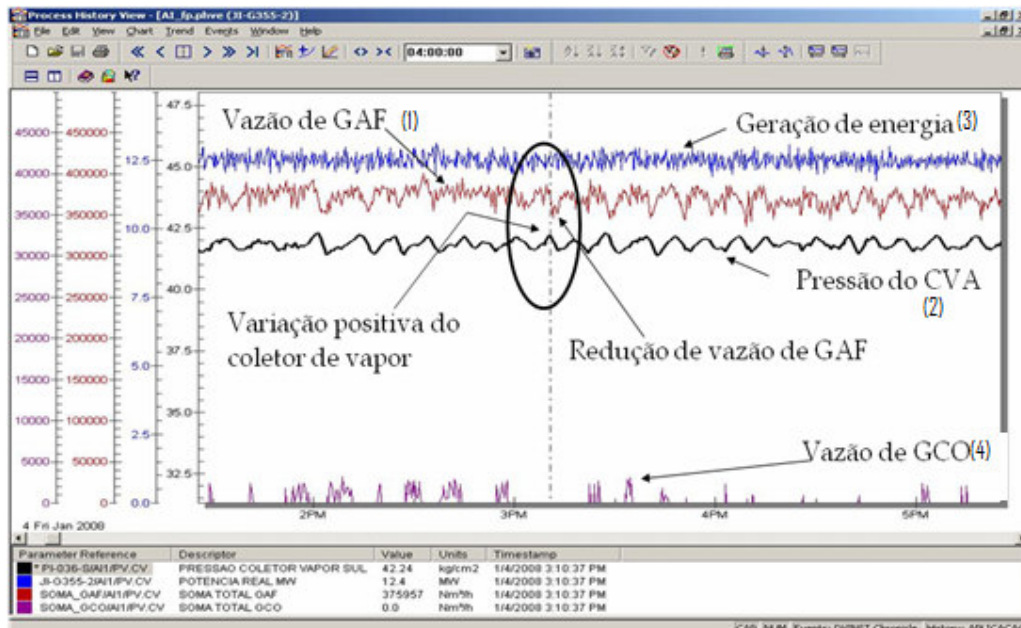 Process History View - [AI_fp.phve (JI-G355-2)]
File Edit View Chart Trend Events Window Help
04:00:00
Vazão de GAF (1)
Geração de energia (3)
Pressão do CVA
(2)
Variação positiva do
coletor de vapor
Redução de vazão de GAF
Vazão de GCO (4)
45000
40000
35000
30000
25000
20000
15000
10000
5000
0
450000
400000
350000
300000
250000
200000
150000
100000
50000
0
12.5
10.0
7.5
5.0
2.5
0.0
47.5
45.0
42.5
40.0
37.5
35.0
32.5
2PM 3PM 4PM 5PM
4 Fri Jan 2008
Parameter Reference Descriptor Value Units Timestamp
* PI-036-S/AI1/PV.CV PRESSAO COLETOR VAPOR SUL 42.24 kg/cm2 1/4/2008 3:10:37 PM
JI-G355-2/AI1/PV.CV POTENCIA REAL MW 12.4 MW 1/4/2008 3:10:37 PM
SOMA_GAF/AI1/PV.CV SOMA TOTAL GAF 375957 Nm³/h 1/4/2008 3:10:37 PM
SOMA_GCO/AI1/PV.CV SOMA TOTAL GCO 0.0 Nm³/h 1/4/2008 3:10:37 PM